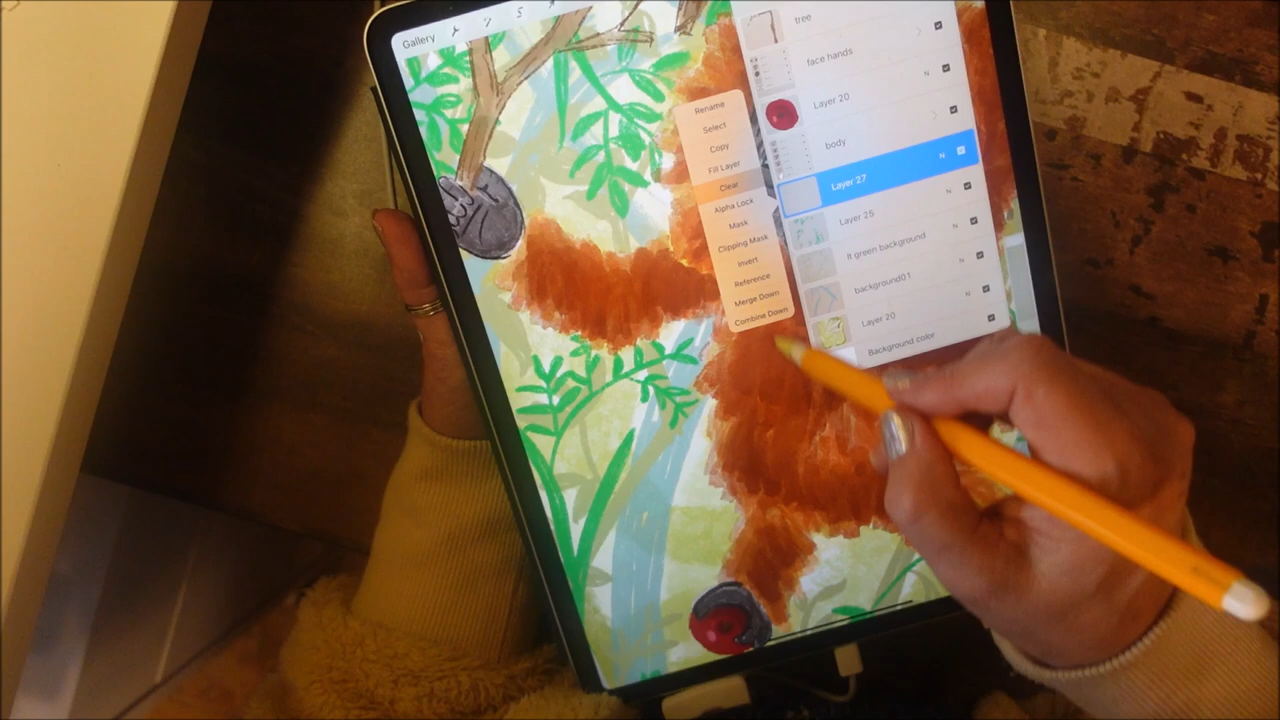 Gallery
tree
face hands
N
Layer 20
N
body
Layer 27
N
Layer 25
N
lt green background
N
background01
N
Layer 20
N
Background color
Rename
Select
Copy
Fill Layer
Clear
Alpha Lock
Mask
Clipping Mask
Invert
Reference
Merge Down
Combine Down